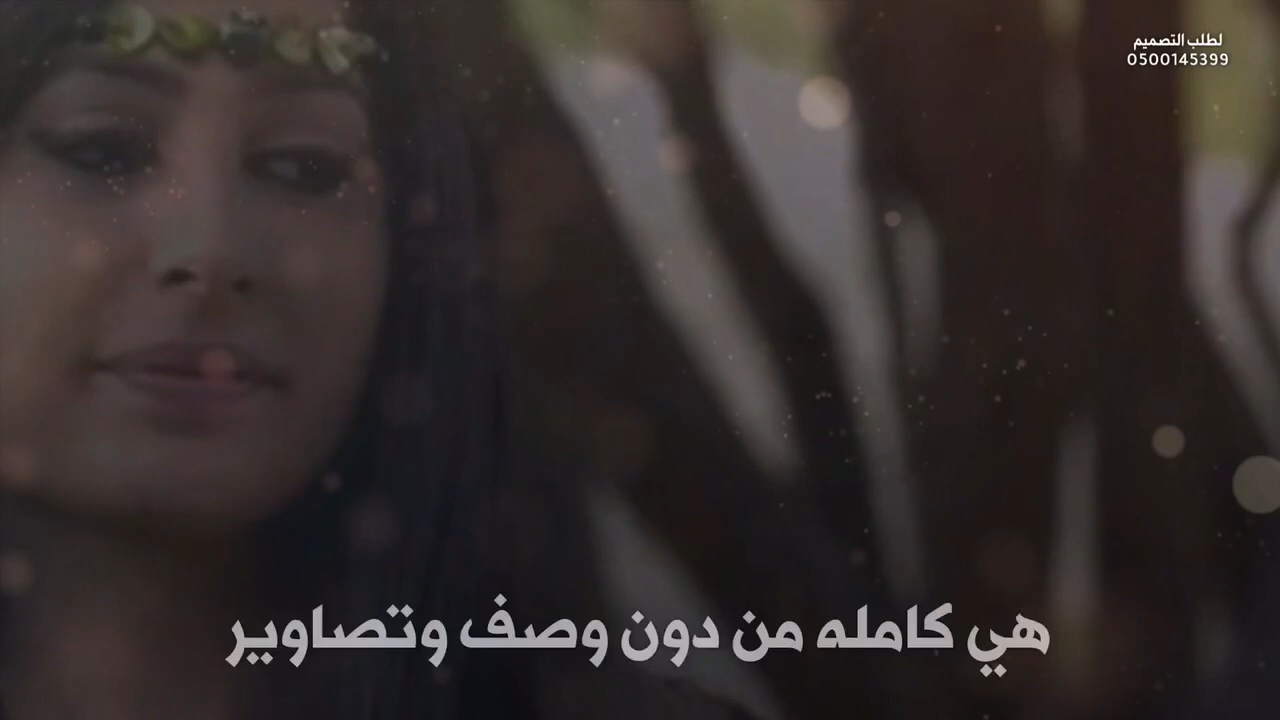 لطلب التصميم
0500145399
هي كامله من دون وصف وتصاوير